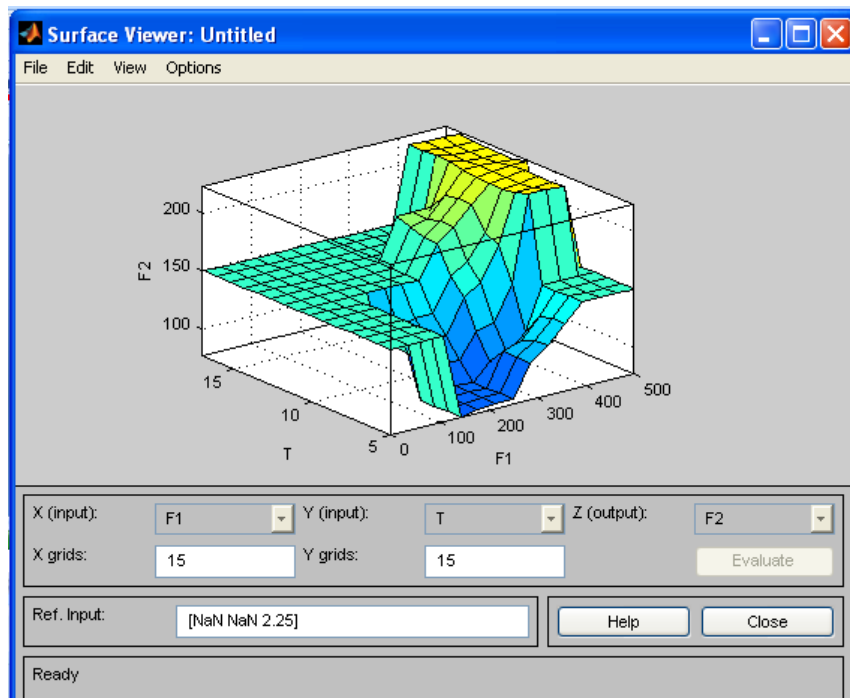 Surface Viewer: Untitled
File Edit View Options
200
150
100
F2
15
10
5
T
0
100
200
300
400
500
F1
X (input): F1 Y (input): T Z (output): F2
X grids: 15 Y grids: 15 Evaluate
Ref. Input: [NaN NaN 2.25] Help Close
Ready